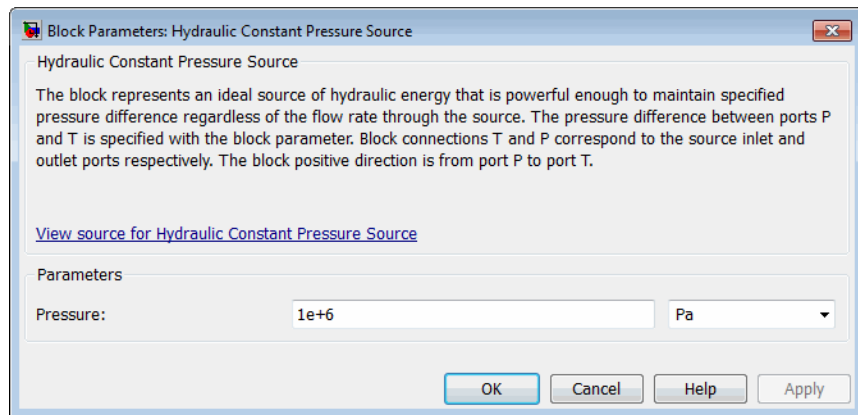 Block Parameters: Hydraulic Constant Pressure Source
Hydraulic Constant Pressure Source
The block represents an ideal source of hydraulic energy that is powerful enough to maintain specified
pressure difference regardless of the flow rate through the source. The pressure difference between ports P
and T is specified with the block parameter. Block connections T and P correspond to the source inlet and
outlet ports respectively. The block positive direction is from port P to port T.
View source for Hydraulic Constant Pressure Source
Parameters
Pressure: 1e+6 Pa
OK Cancel Help Apply